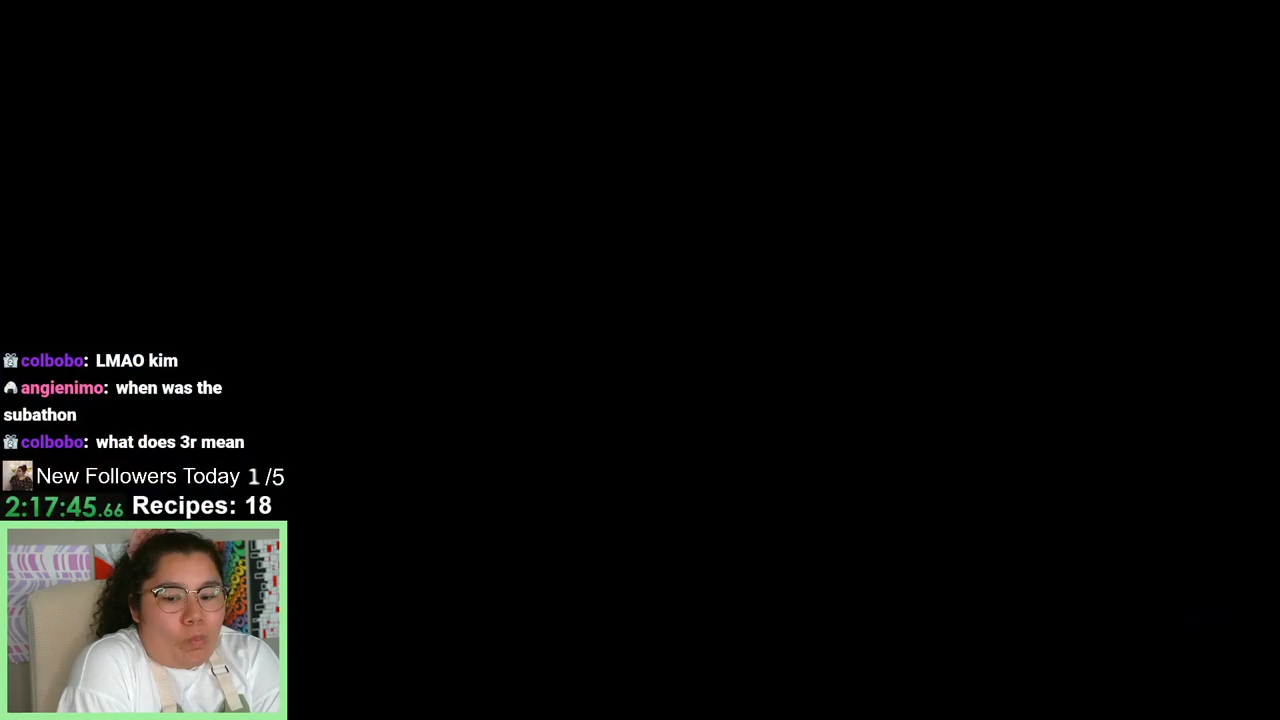 colbobo: LMAO kim
angienimo: when was the
subathon
colbobo: what does 3r mean
New Followers Today 1 /5
2:17:45.66 Recipes: 18